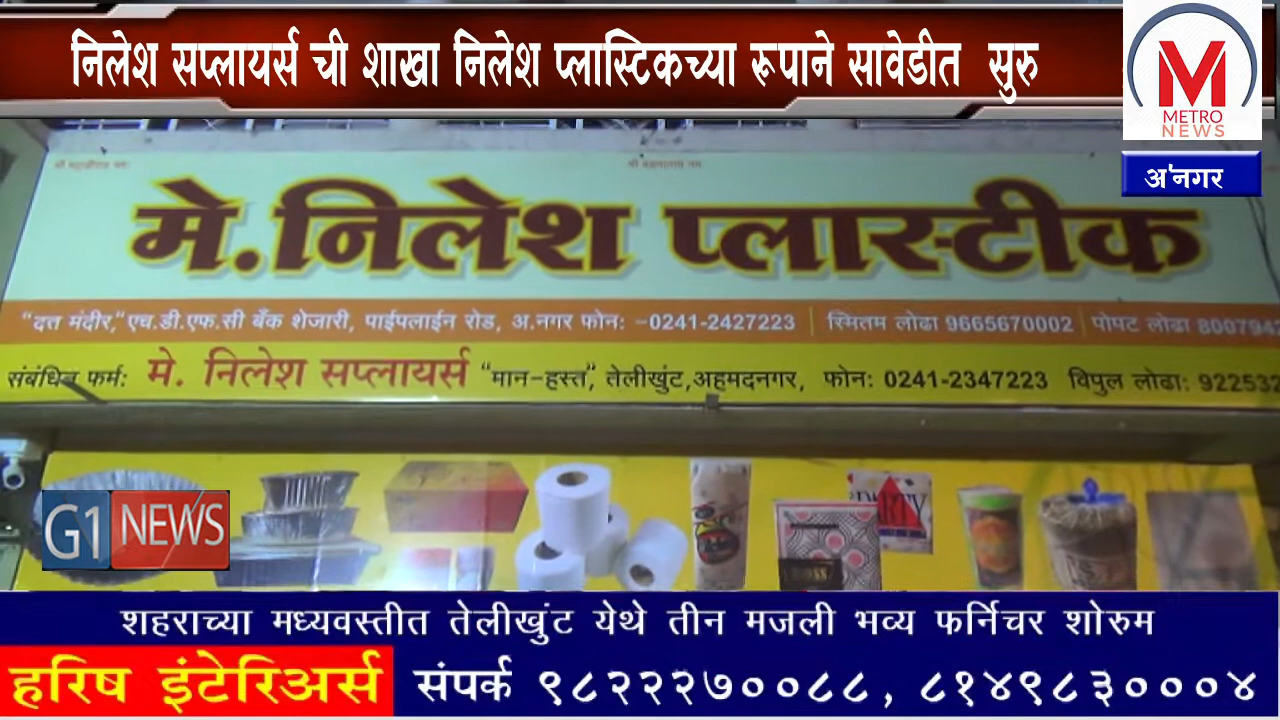 निलेश सप्लायर्स ची शाखा निलेश प्लास्टिकच्या रूपाने सावेडीत सुरु
M
METRO
NEWS
अ'नगर
मे. निलेश प्लास्टीक
"दत्त मंदीर," एच.डी.एफ.सी बँक शेजारी, पाईपलाईन रोड, अ.नगर फोन: -0241-2427223 स्मितम लोढा 9665670002 पोपट लोढा 800794
संबंधित फर्म: मे. निलेश सप्लायर्स "मान-हस्त", तेलीखुंट,अहमदनगर, फोन: 0241-2347223 विपुल लोढा: 922532
G1 NEWS
शहराच्या मध्यवस्तीत तेलीखुंट येथे तीन मजली भव्य फर्निचर शोरुम
हरिष इंटेरिअर्स संपर्क ९८२२२७००८८, ८१४९८३०००४